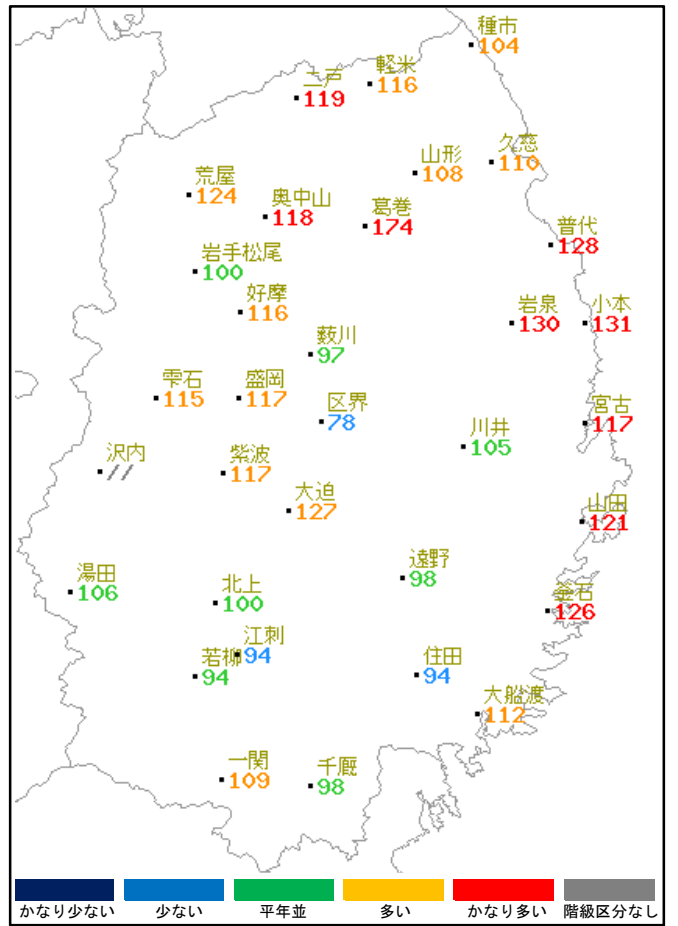 種市
104
軽米
116
二戸
119
山形
108
久慈
110
荒屋
124
奥中山
118
葛巻
174
普代
128
岩手松尾
100
好摩
116
岩泉
130
小本
131
薮川
97
雫石
115
盛岡
117
区界
78
川井
105
宮古
117
沢内
//
紫波
117
大迫
127
山田
121
湯田
106
北上
100
遠野
98
釜石
126
江刺
94
若柳
94
住田
94
大船渡
112
一関
109
千厩
98
かなり少ない 少ない 平年並 多い かなり多い 階級区分なし